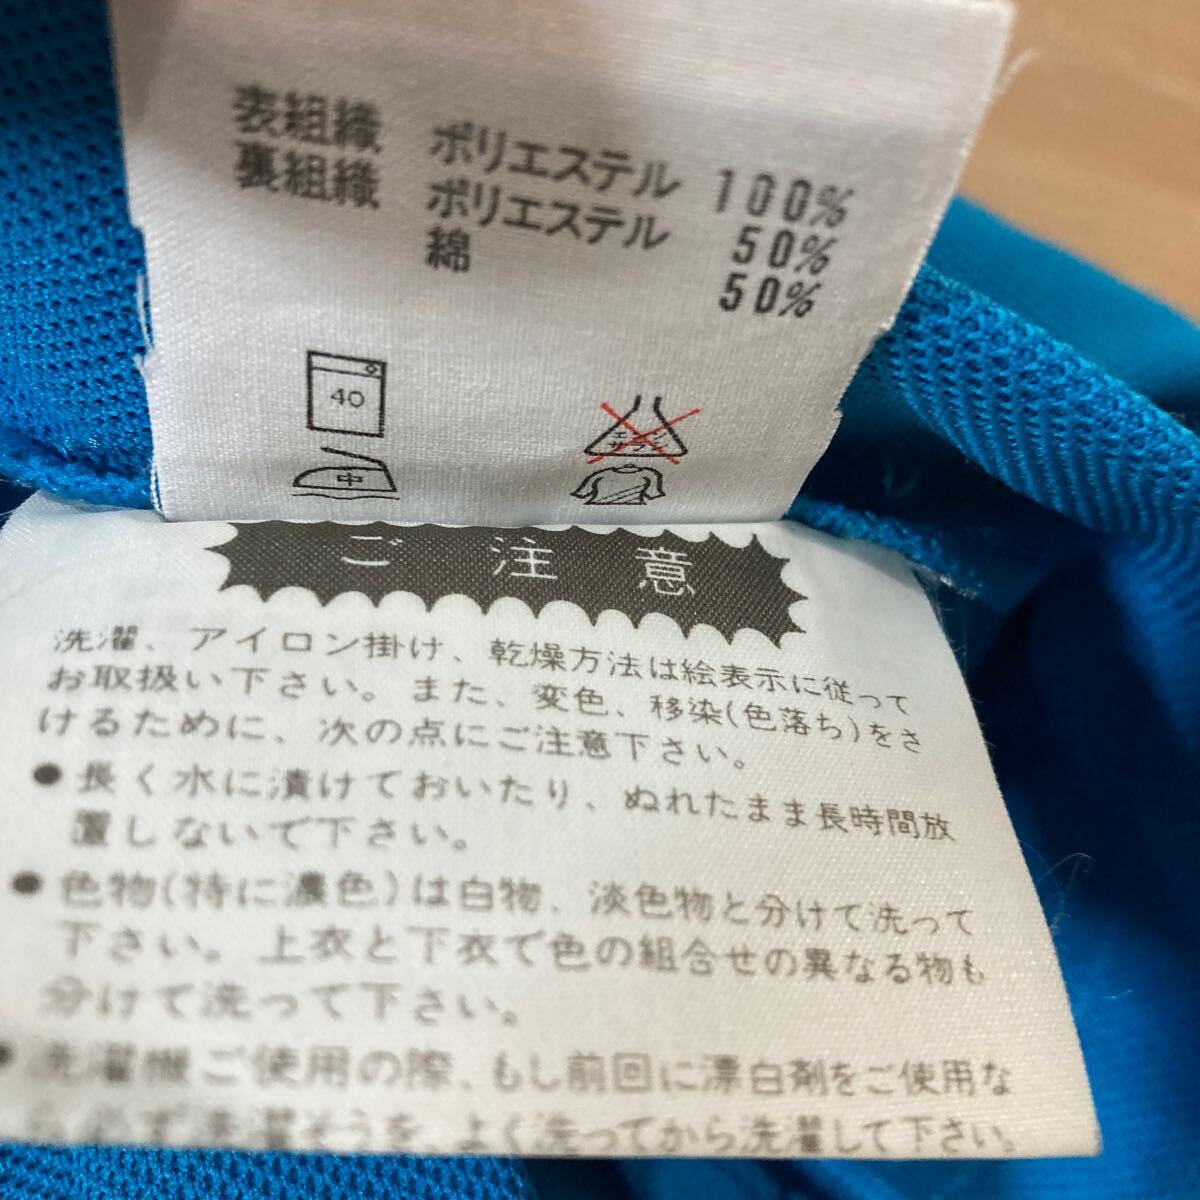 表組織 ポリエステル 100%
裏組織 ポリエステル 50%
綿 50%
40
エンソ
サラシ
中
ご注意
洗濯、アイロン掛け、乾燥方法は絵表示に従って
お取扱い下さい。また、変色、移染(色落ち)をさ
けるために、次の点にご注意下さい。
●長く水に漬けておいたり、ぬれたまま長時間放
置しないで下さい。
●色物(特に濃色)は白物、淡色物と分けて洗って
下さい。上衣と下衣で色の組合せの異なる物も
分けて洗って下さい。
●洗濯機ご使用の際、もし前回に漂白剤をご使用な
ら必ず洗濯そうを、よく洗ってから洗濯して下さい。